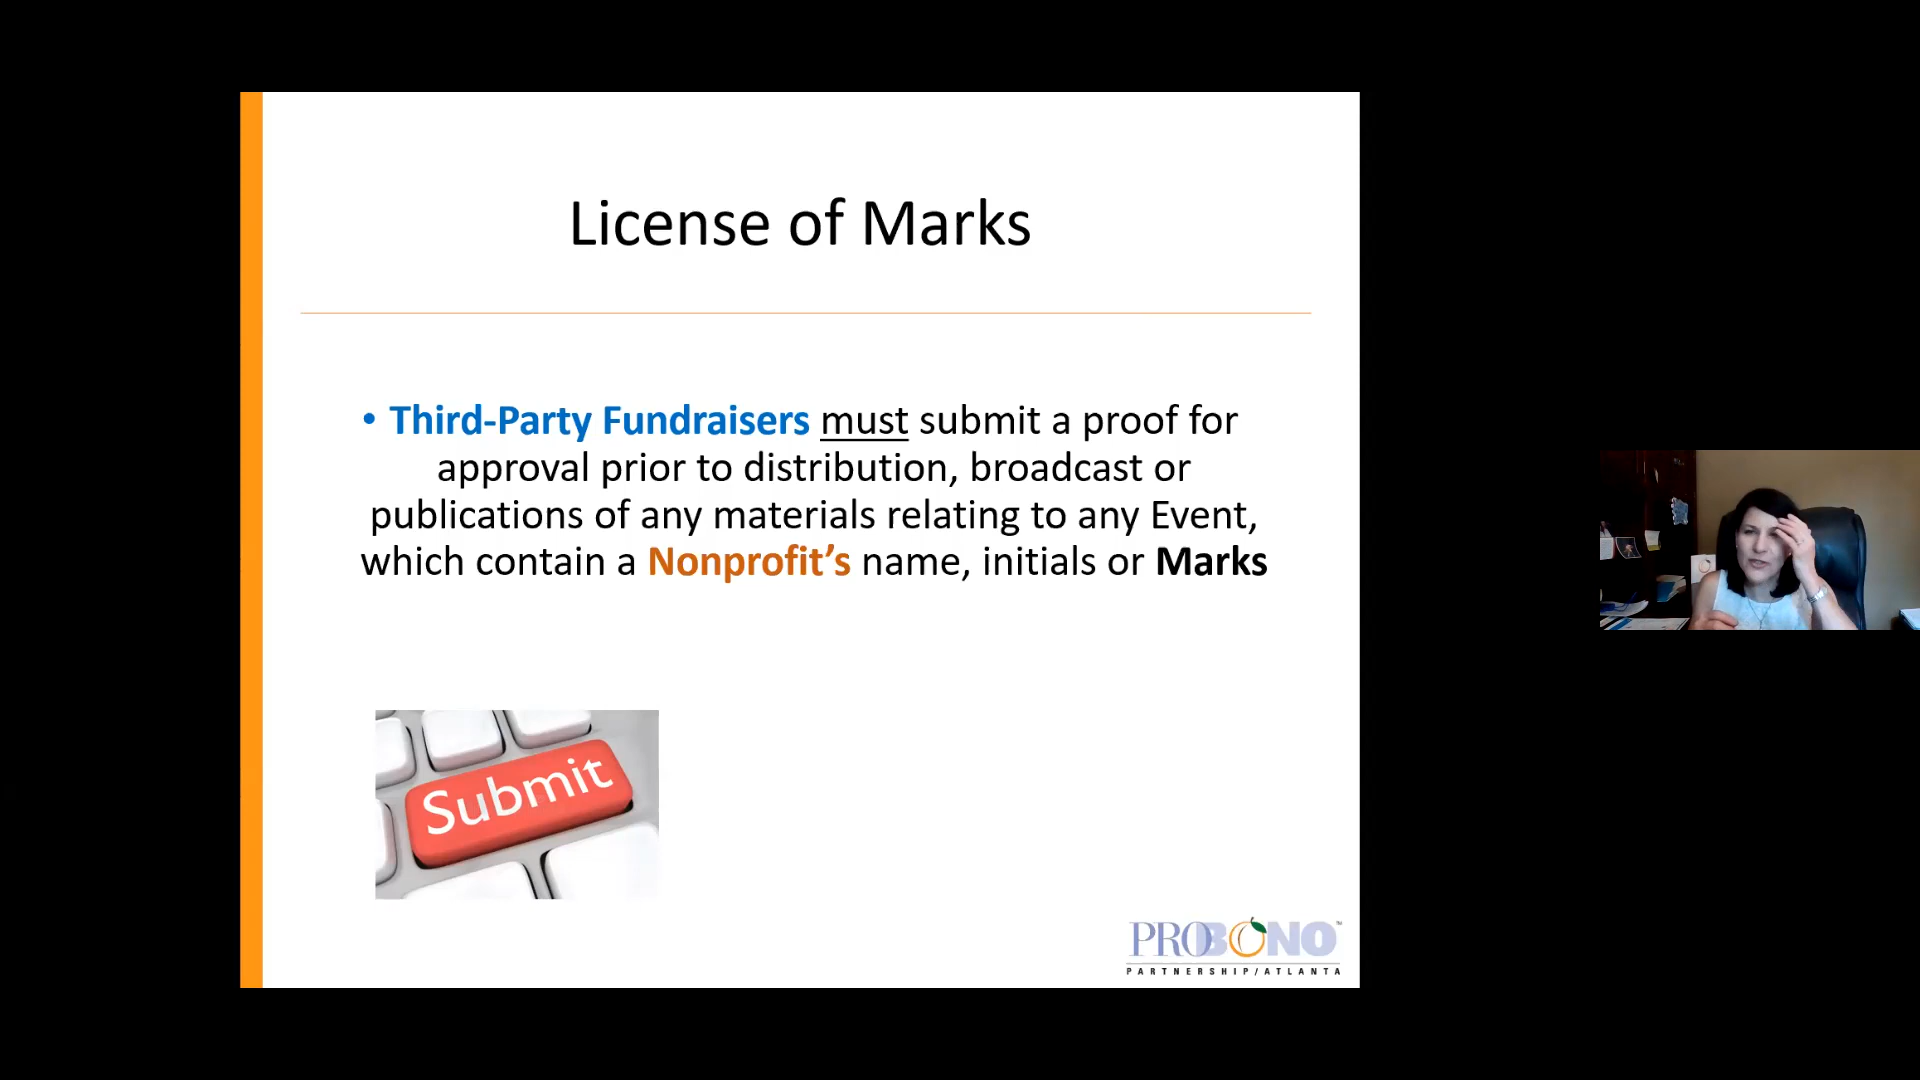 License of Marks
• Third-Party Fundraisers must submit a proof for
approval prior to distribution, broadcast or
publications of any materials relating to any Event,
which contain a Nonprofit’s name, initials or Marks
Submit
PROBONO™
PARTNERSHIP/ATLANTA